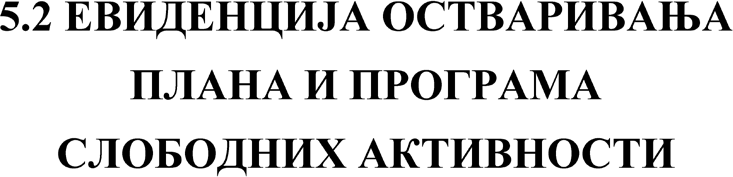 5.2 ЕВИДЕНЦИЈА ОСТВАРИВАЊА
ПЛАНА И ПРОГРАМА
СЛОБОДНИХ АКТИВНОСТИ